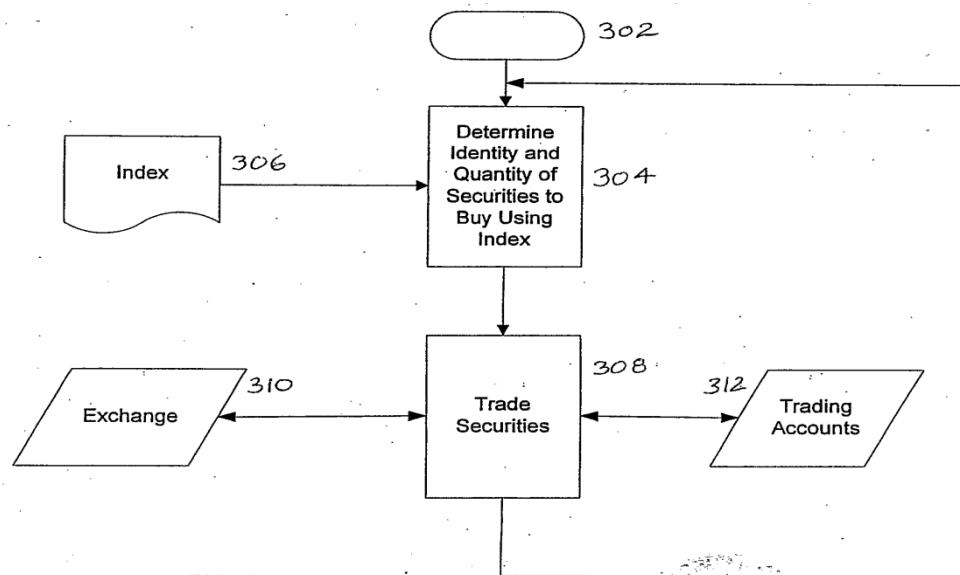 302
Determine
Identity and
Quantity of
Securities to
Buy Using
Index
304
Index
306
Trade
Securities
308
Exchange
310
312
Trading
Accounts